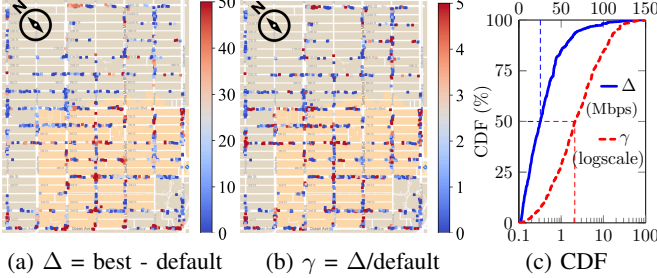 N
50
40
30
20
10
0
N
5
4
3
2
1
0
0 50 100 150
100
75
50
25
0
CDF (%)
Δ
(Mbps)
γ
(logscale)
0.1 1 10 100
(a) Δ = best - default
(b) γ = Δ/default
(c) CDF